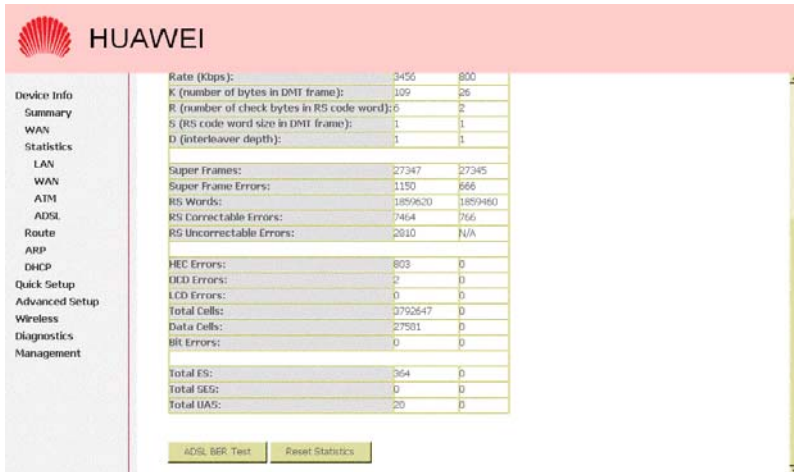 HUAWEI
Device Info
Summary
WAN
Statistics
LAN
WAN
ATM
ADSL
Route
ARP
DHCP
Quick Setup
Advanced Setup
Wireless
Diagnostics
Management
Rate (Kbps): 3456 800
K (number of bytes in DMT frame): 109 26
R (number of check bytes in RS code word): 6 2
S (RS code word size in DMT frame): 1 1
D (interleaver depth): 1 1
Super Frames: 27347 27345
Super Frame Errors: 1150 666
RS Words: 1859620 1859460
RS Correctable Errors: 7464 766
RS Uncorrectable Errors: 2810 N/A
HEC Errors: 803 0
OCD Errors: 2 0
LCD Errors: 0 0
Total Cells: 3792647 0
Data Cells: 27581 0
Bit Errors: 0 0
Total ES: 364 0
Total SES: 0 0
Total UAS: 20 0
ADSL BER Test Reset Statistics